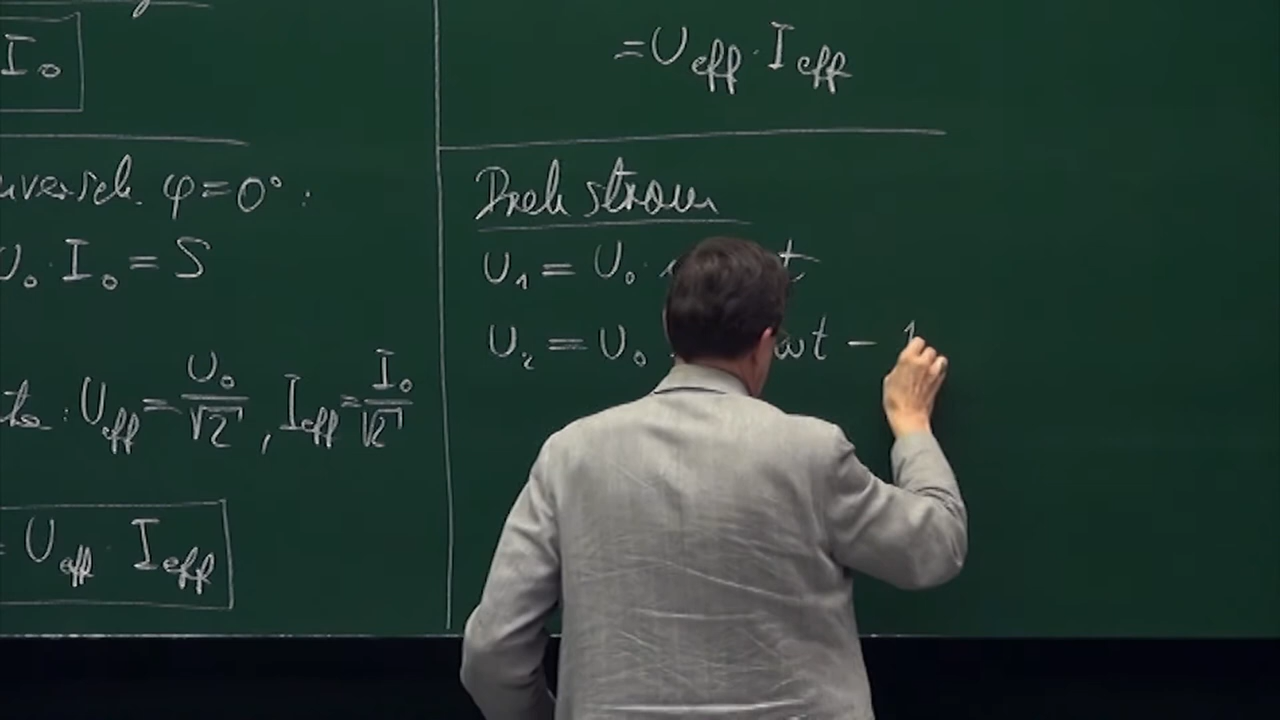 I₀
φ=0°:
U₀·I₀=S
U_eff=U₀/√2, I_eff=I₀/√2
U_eff · I_eff
=U_eff·I_eff
Drehstrom
U₁ = U₀· t
U₂ = U₀ ωt - 1